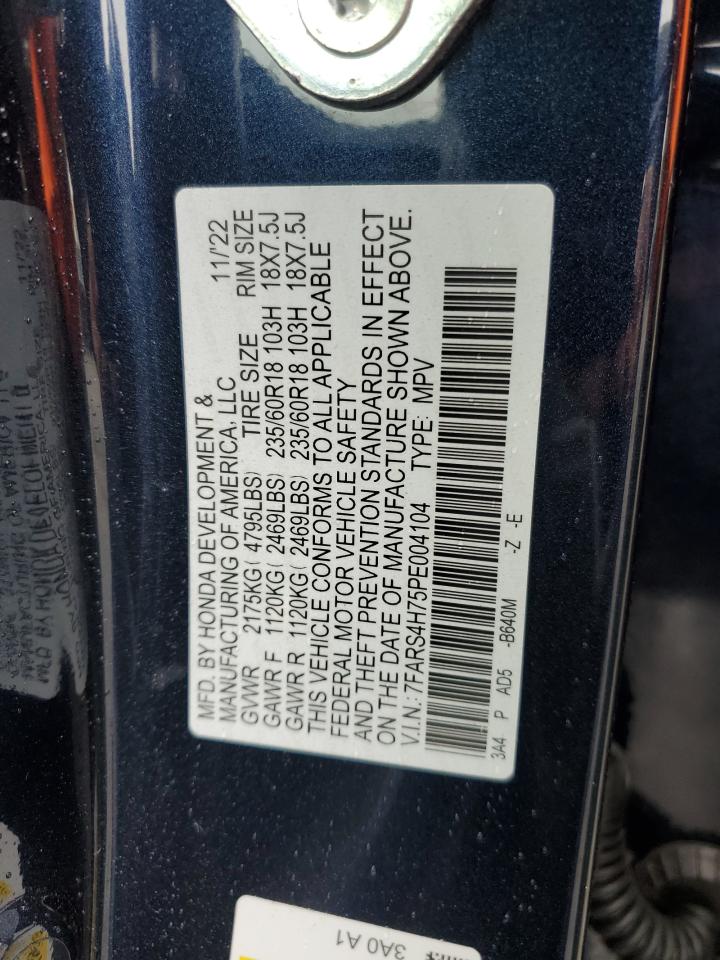 MFD. BY HONDA DEVELOPMENT &
MANUFACTURING OF AMERICA, LLC 11/'22
GVWR 2175KG( 4795LBS) TIRE SIZE RIM SIZE
GAWR F 1120KG( 2469LBS) 235/60R18 103H 18X7.5J
GAWR R 1120KG( 2469LBS) 235/60R18 103H 18X7.5J
THIS VEHICLE CONFORMS TO ALL APPLICABLE
FEDERAL MOTOR VEHICLE SAFETY
AND THEFT PREVENTION STANDARDS IN EFFECT
ON THE DATE OF MANUFACTURE SHOWN ABOVE.
V.I.N.: 7FARS4H75PE004104 TYPE: MPV
3A4 P AD5 -B640M -Z -E
3A0 A1